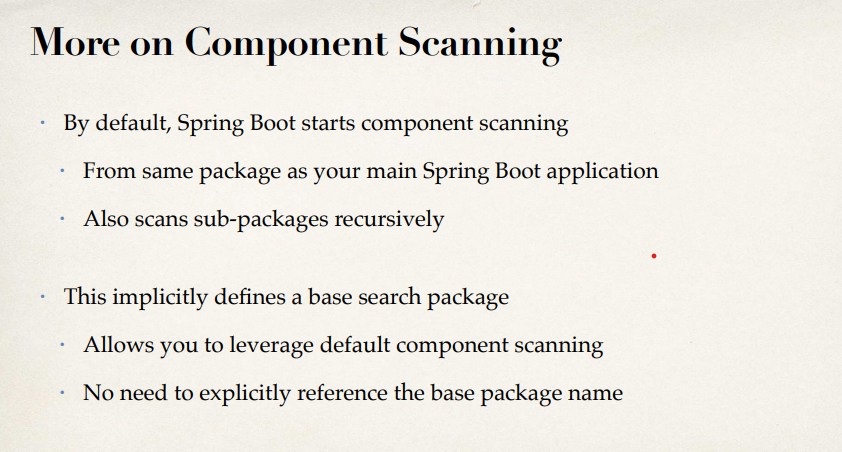 More on Component Scanning
• By default, Spring Boot starts component scanning
• From same package as your main Spring Boot application
• Also scans sub-packages recursively
• This implicitly defines a base search package
• Allows you to leverage default component scanning
• No need to explicitly reference the base package name